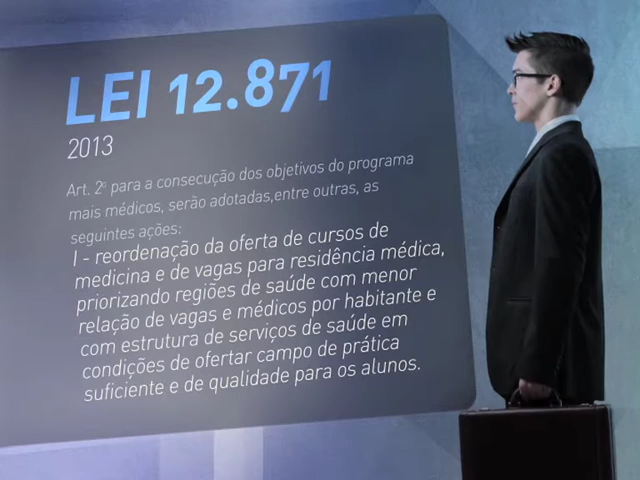 LEI 12.871
2013
Art. 2º para a consecução dos objetivos do programa
mais médicos, serão adotadas,entre outras, as
seguintes ações:
I - reordenação da oferta de cursos de
medicina e de vagas para residência médica,
priorizando regiões de saúde com menor
relação de vagas e médicos por habitante e
com estrutura de serviços de saúde em
condições de ofertar campo de prática
suficiente e de qualidade para os alunos.